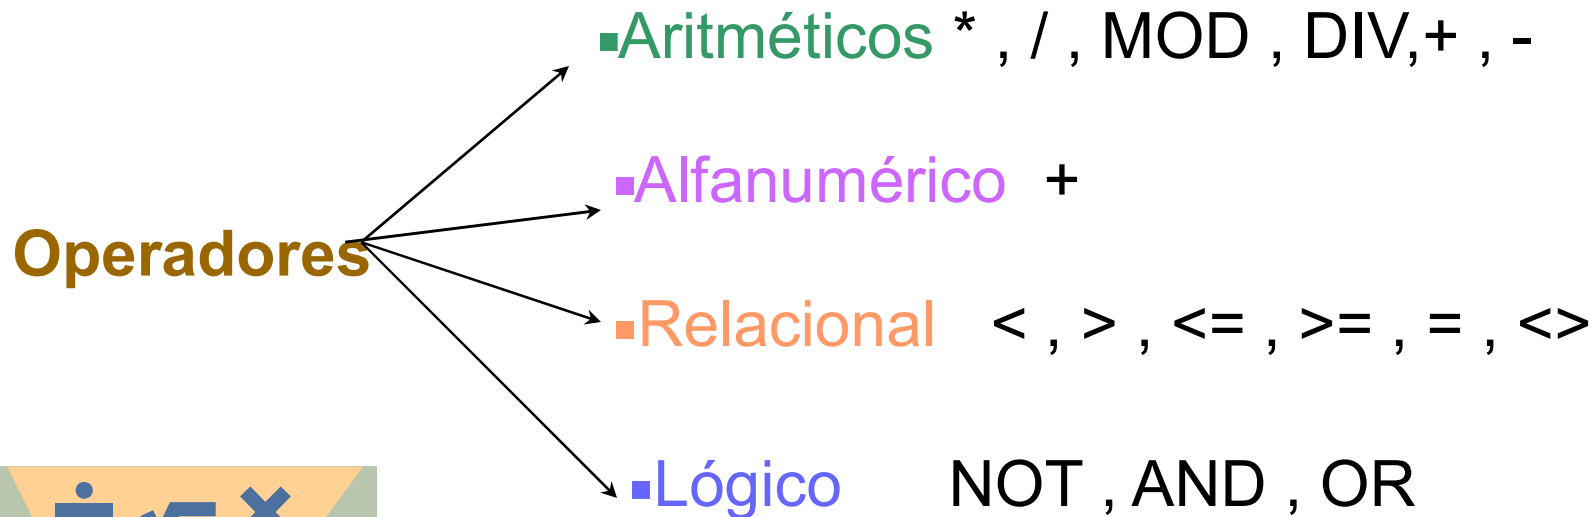 ▪Aritméticos * , / , MOD , DIV,+ , -
▪Alfanumérico +
Operadores
▪Relacional < , > , <= , >= , = , <>
▪Lógico NOT , AND , OR